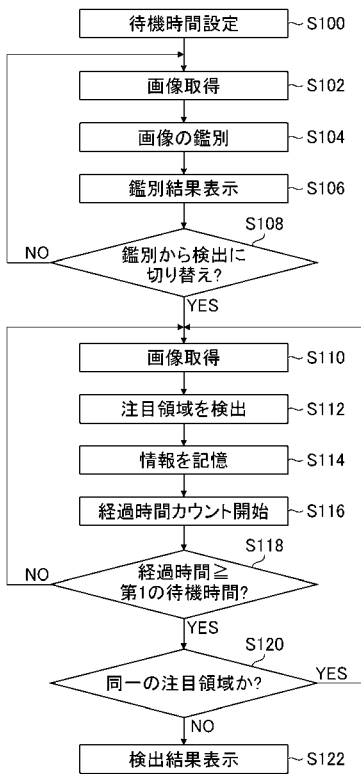 待機時間設定 S100
画像取得 S102
画像の鑑別 S104
鑑別結果表示 S106
S108
鑑別から検出に
切り替え?
NO
YES
画像取得 S110
注目領域を検出 S112
情報を記憶 S114
経過時間カウント開始 S116
S118
経過時間≧
第1の待機時間?
NO
YES
S120
同一の注目領域か?
YES
NO
検出結果表示 S122